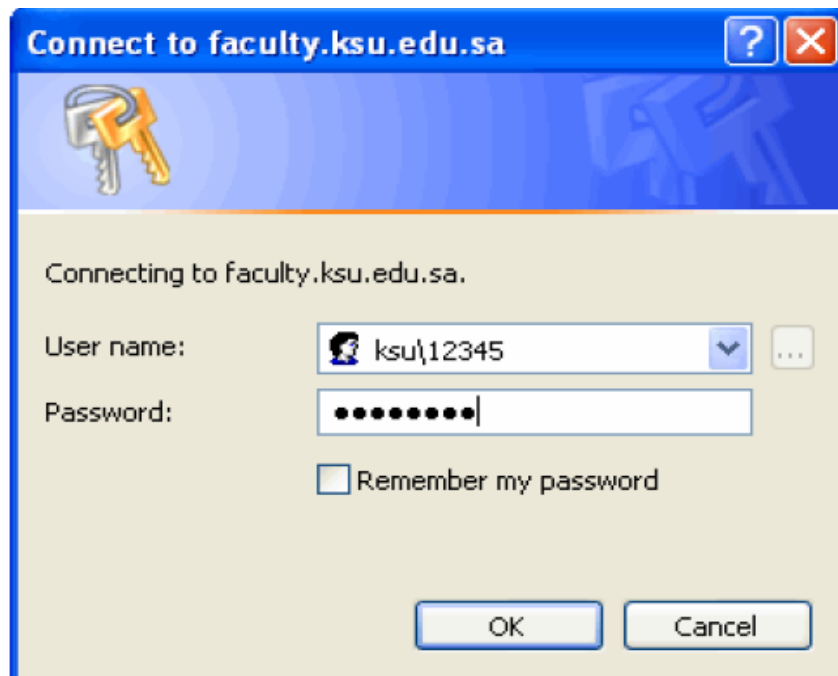 Connect to faculty.ksu.edu.sa
Connecting to faculty.ksu.edu.sa.
User name: ksu\12345 ...
Password: ••••••••
Remember my password
OK Cancel